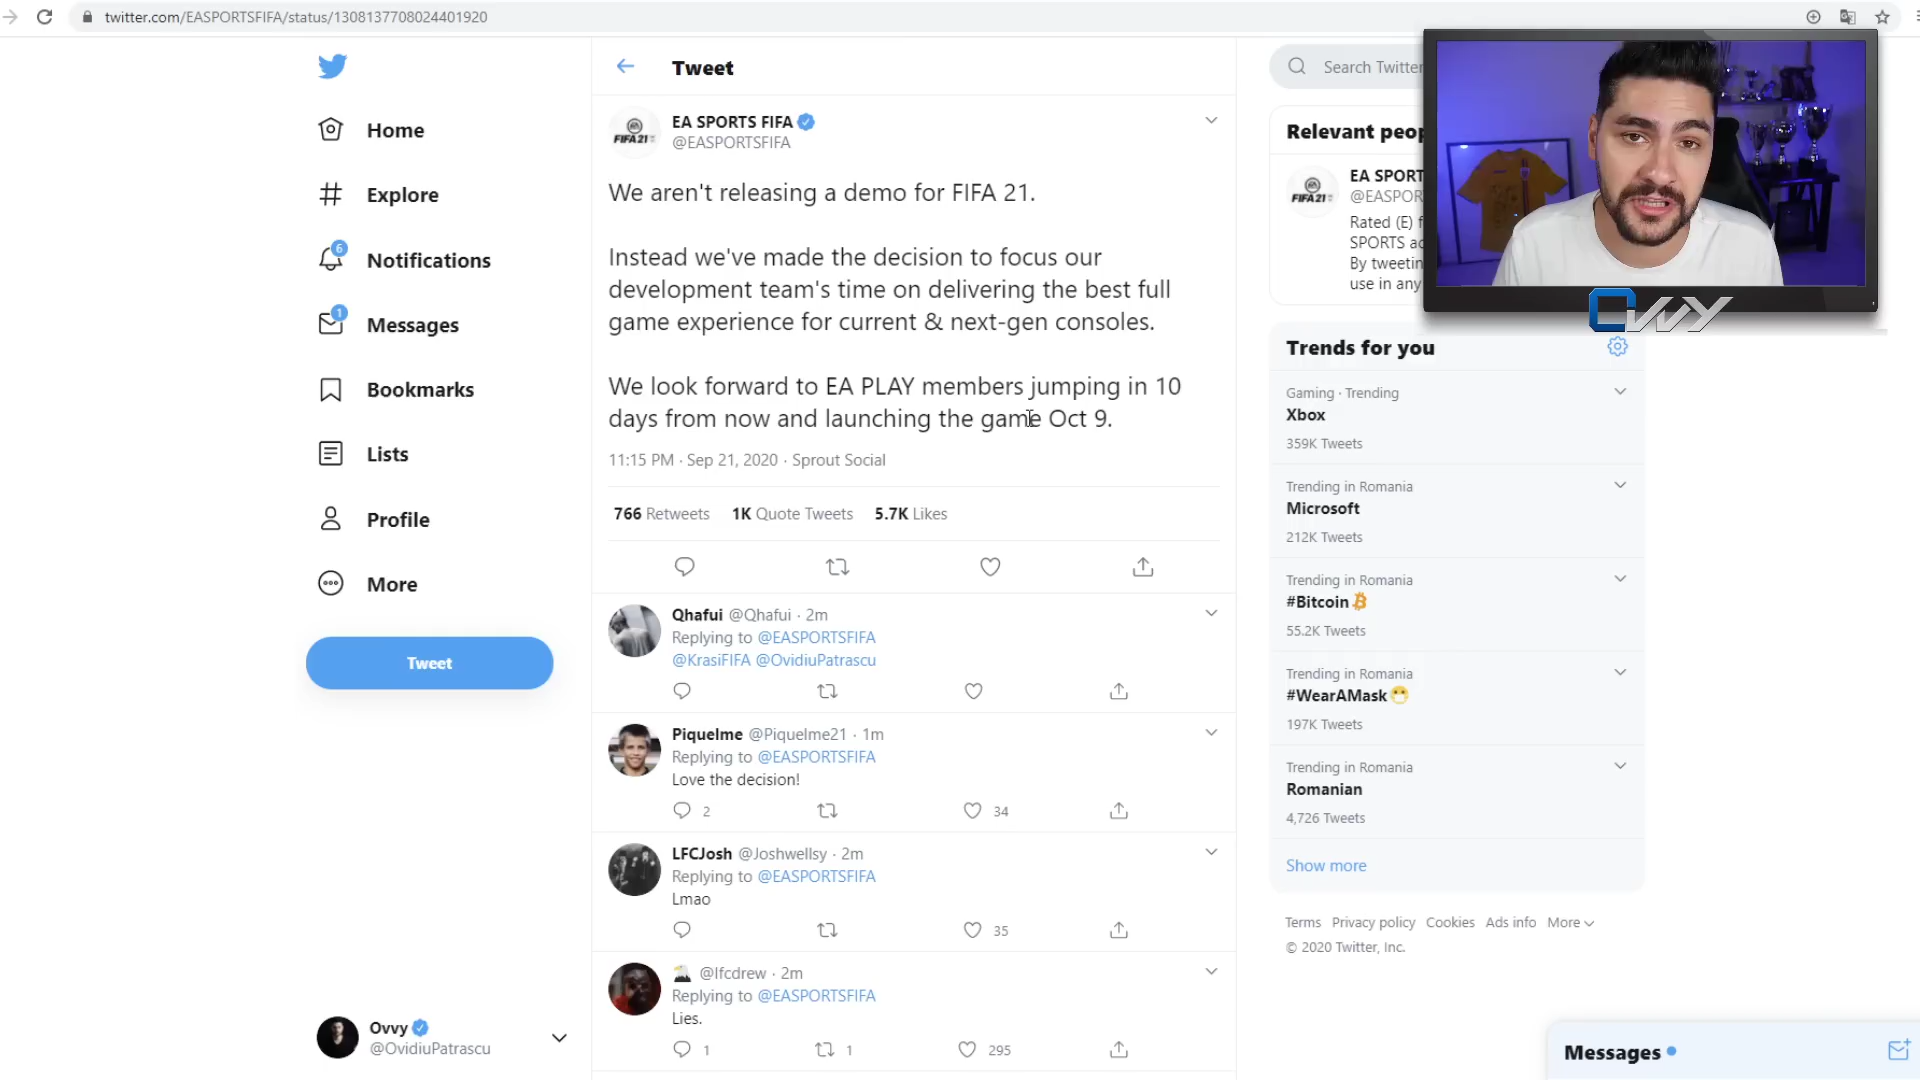 twitter.com/EASPORTSFIFA/status/1308137708024401920
Home
Explore
6
Notifications
1
Messages
Bookmarks
Lists
Profile
More
Tweet
Ovvy
@OvidiuPatrascu
Tweet
EA SPORTS FIFA
@EASPORTSFIFA
FIFA21
We aren't releasing a demo for FIFA 21.
Instead we've made the decision to focus our
development team's time on delivering the best full
game experience for current & next-gen consoles.
We look forward to EA PLAY members jumping in 10
days from now and launching the game Oct 9.
11:15 PM · Sep 21, 2020 · Sprout Social
766 Retweets 1K Quote Tweets 5.7K Likes
Qhafui @Qhafui · 2m
Replying to @EASPORTSFIFA
@KrasiFIFA @OvidiuPatrascu
Piquelme @Piquelme21 · 1m
Replying to @EASPORTSFIFA
Love the decision!
2 34
LFCJosh @Joshwellsy · 2m
Replying to @EASPORTSFIFA
Lmao
35
@lfcdrew · 2m
Replying to @EASPORTSFIFA
Lies.
1 1 295
Search Twitter
Relevant peop
EA SPORT
@EASPOR
FIFA21
Rated (E) f
SPORTS ac
By tweetin
use in any
OVVY
Trends for you
Gaming · Trending
Xbox
359K Tweets
Trending in Romania
Microsoft
212K Tweets
Trending in Romania
#Bitcoin
55.2K Tweets
Trending in Romania
#WearAMask
197K Tweets
Trending in Romania
Romanian
4,726 Tweets
Show more
Terms Privacy policy Cookies Ads info More
© 2020 Twitter, Inc.
Messages